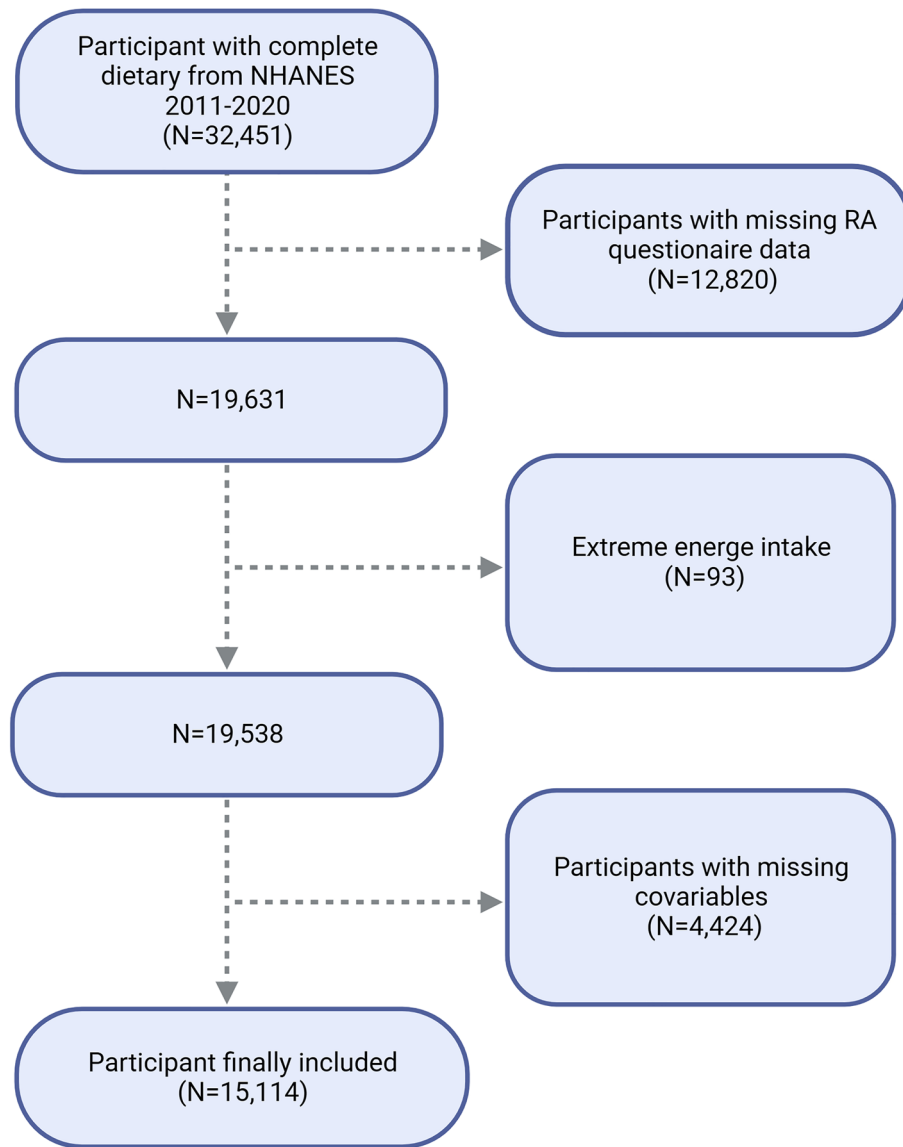 Participant with complete
dietary from NHANES
2011-2020
(N=32,451)
Participants with missing RA
questionaire data
(N=12,820)
N=19,631
Extreme energe intake
(N=93)
N=19,538
Participants with missing
covariables
(N=4,424)
Participant finally included
(N=15,114)